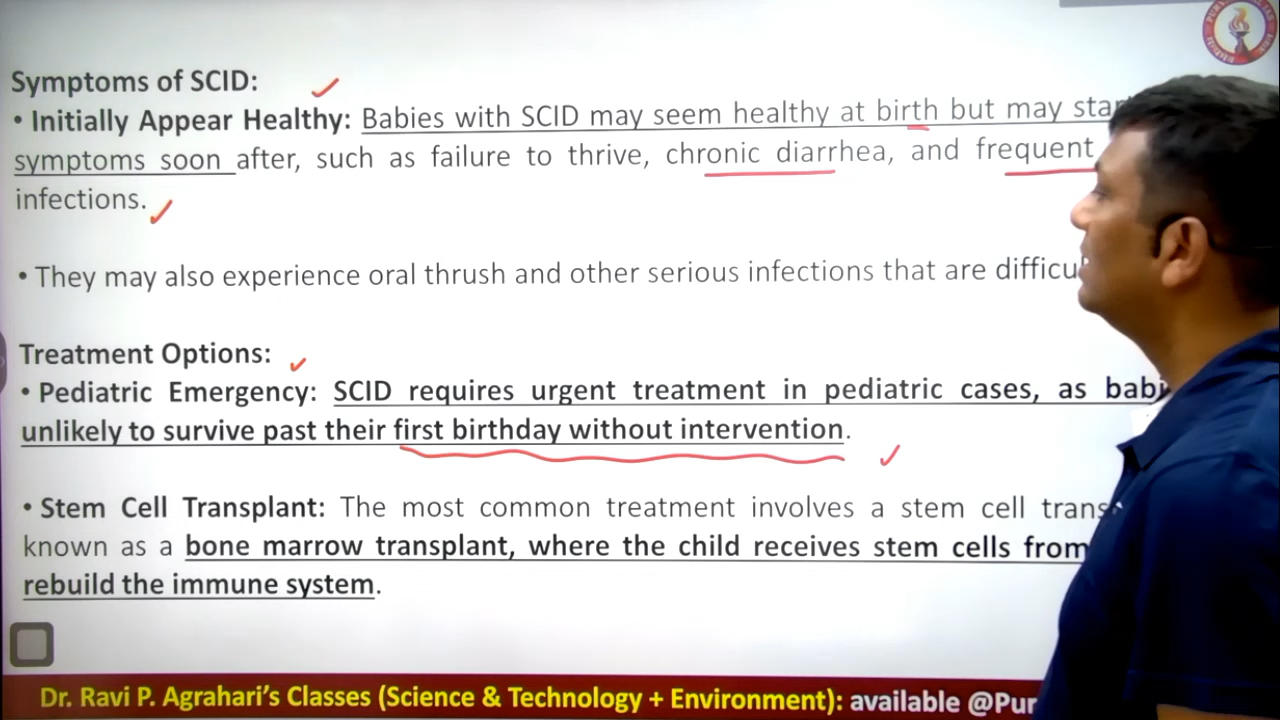 Symptoms of SCID:
• Initially Appear Healthy: Babies with SCID may seem healthy at birth but may
symptoms soon after, such as failure to thrive, chronic diarrhea, and frequent
infections.
• They may also experience oral thrush and other serious infections that are
Treatment Options:
• Pediatric Emergency: SCID requires urgent treatment in pediatric cases, as
unlikely to survive past their first birthday without intervention.
• Stem Cell Transplant: The most common treatment involves a stem cell
known as a bone marrow transplant, where the child receives stem cells from
rebuild the immune system.
Dr. Ravi P. Agrahari's Classes (Science & Technology + Environment): available @Pur